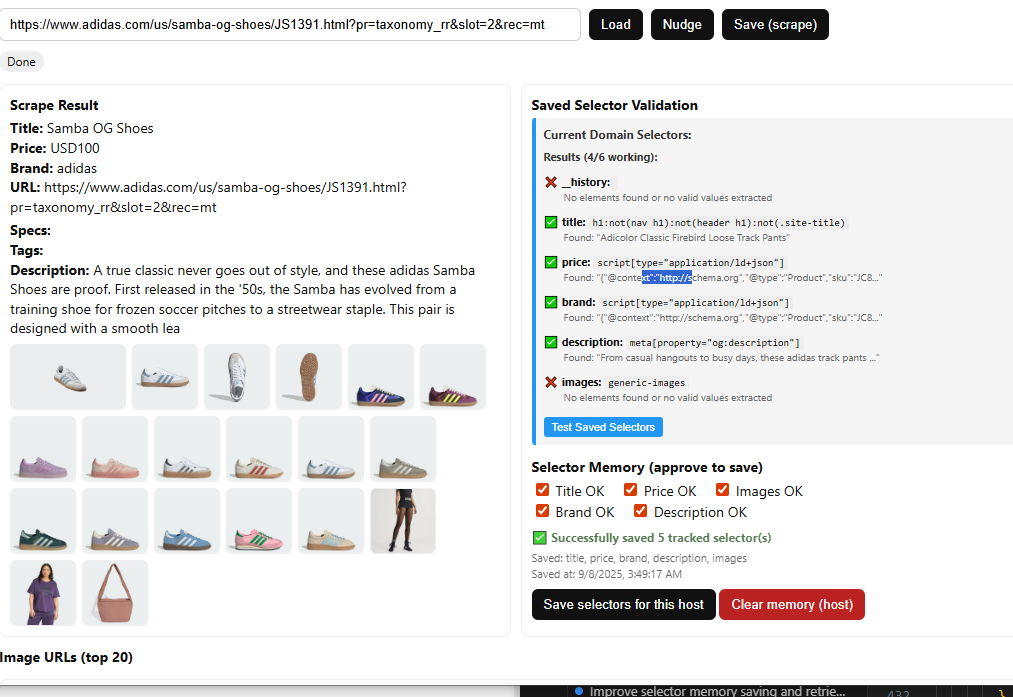 https://www.adidas.com/us/samba-og-shoes/JS1391.html?pr=taxonomy_rr&slot=2&rec=mt
Load
Nudge
Save (scrape)
Done
Scrape Result
Title: Samba OG Shoes
Price: USD100
Brand: adidas
URL: https://www.adidas.com/us/samba-og-shoes/JS1391.html?
pr=taxonomy_rr&slot=2&rec=mt
Specs:
Tags:
Description: A true classic never goes out of style, and these adidas Samba
Shoes are proof. First released in the '50s, the Samba has evolved from a
training shoe for frozen soccer pitches to a streetwear staple. This pair is
designed with a smooth lea
Image URLs (top 20)
Saved Selector Validation
Current Domain Selectors:
Results (4/6 working):
__history:
No elements found or no valid values extracted
title: h1:not(nav h1):not(header h1):not(.site-title)
Found: "Adicolor Classic Firebird Loose Track Pants"
price: script[type="application/ld+json"]
Found: "{"@context":"http://schema.org","@type":"Product","sku":"JC8..."
brand: script[type="application/ld+json"]
Found: "{"@context":"http://schema.org","@type":"Product","sku":"JC8..."
description: meta[property="og:description"]
Found: "From casual hangouts to busy days, these adidas track pants ..."
images: generic-images
No elements found or no valid values extracted
Test Saved Selectors
Selector Memory (approve to save)
Title OK Price OK Images OK
Brand OK Description OK
Successfully saved 5 tracked selector(s)
Saved: title, price, brand, description, images
Saved at: 9/8/2025, 3:49:17 AM
Save selectors for this host
Clear memory (host)
Improve selector memory saving and retrie...
432
}